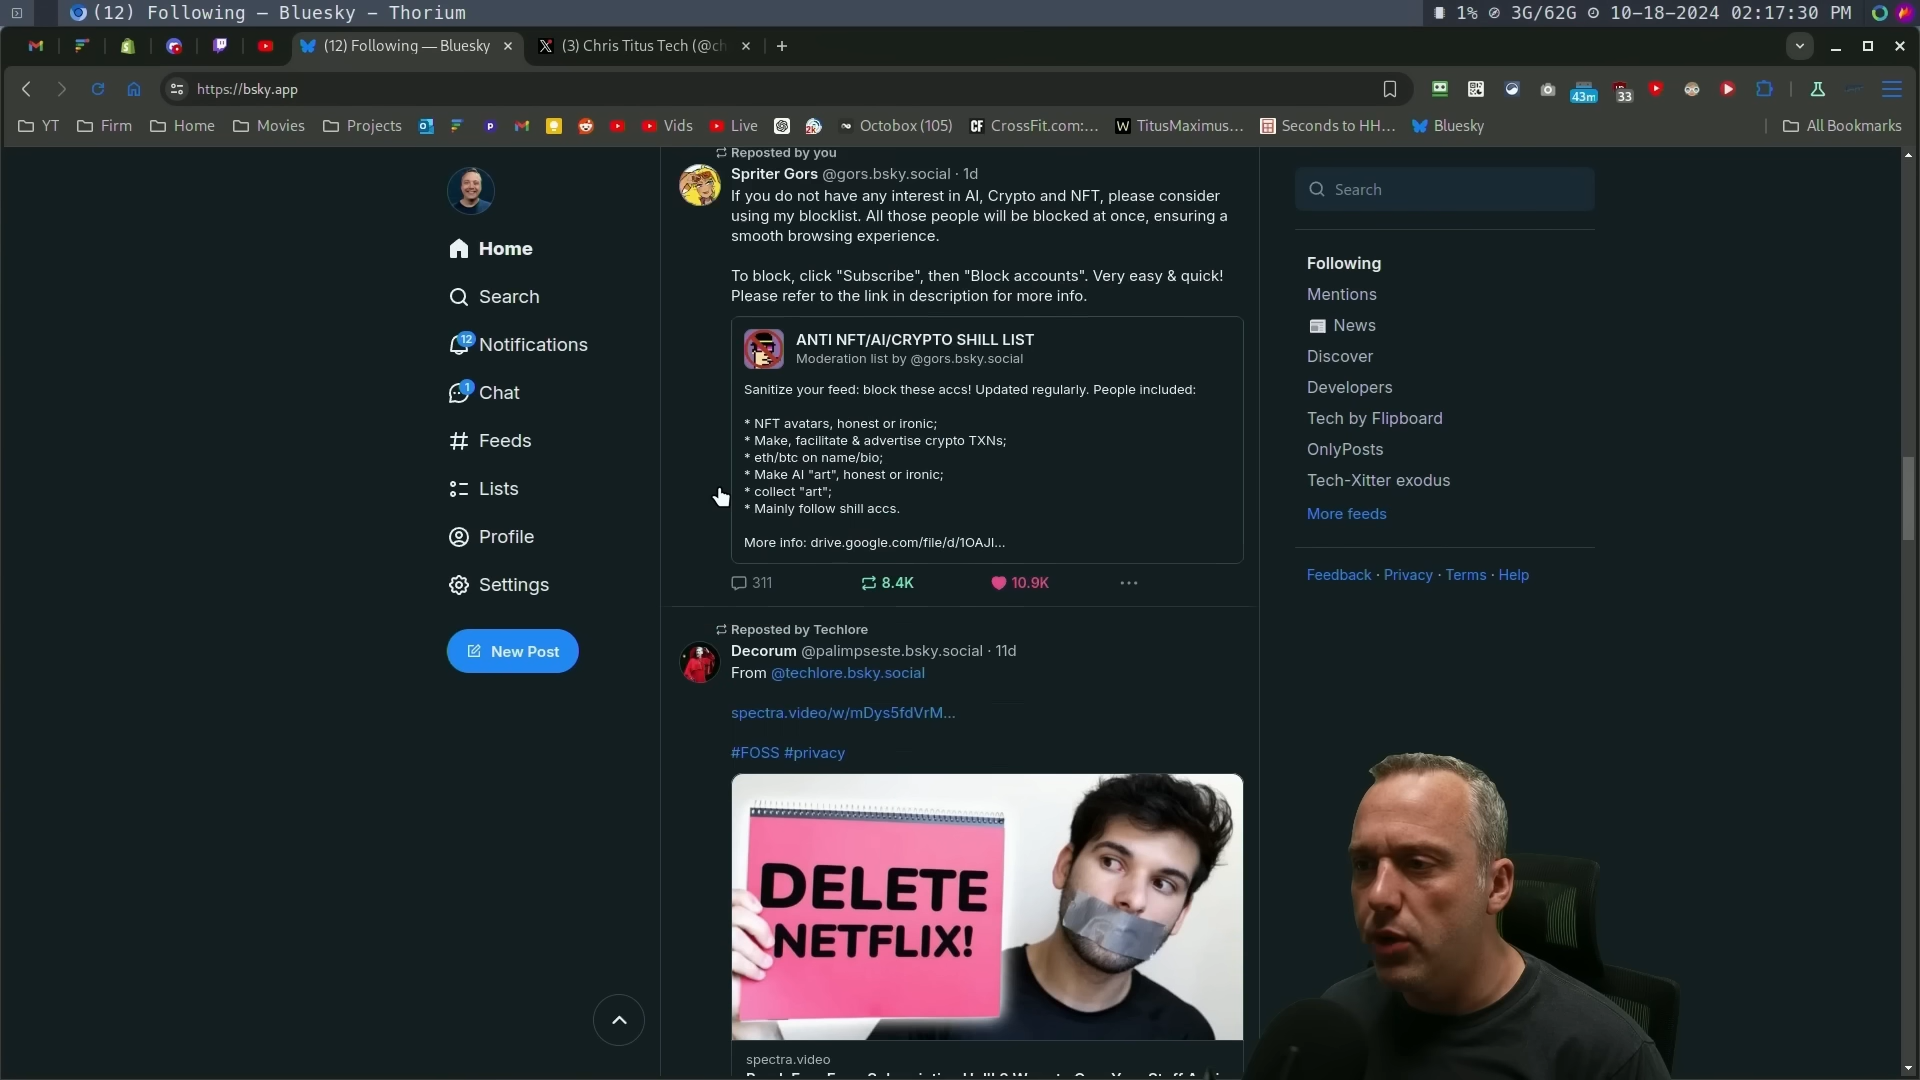 (12) Following — Bluesky — Thorium
1% 3G/62G 10-18-2024 02:17:30 PM
(12) Following — Bluesky
(3) Chris Titus Tech (@ch
https://bsky.app
43m
33
YT
Firm
Home
Movies
Projects
Vids
Live
Octobox (105)
CrossFit.com:...
TitusMaximus...
Seconds to HH...
Bluesky
All Bookmarks
Home
Search
12
Notifications
1
Chat
Feeds
Lists
Profile
Settings
New Post
Reposted by you
Spriter Gors @gors.bsky.social · 1d
If you do not have any interest in AI, Crypto and NFT, please consider
using my blocklist. All those people will be blocked at once, ensuring a
smooth browsing experience.
To block, click "Subscribe", then "Block accounts". Very easy & quick!
Please refer to the link in description for more info.
ANTI NFT/AI/CRYPTO SHILL LIST
Moderation list by @gors.bsky.social
Sanitize your feed: block these accs! Updated regularly. People included:
* NFT avatars, honest or ironic;
* Make, facilitate & advertise crypto TXNs;
* eth/btc on name/bio;
* Make AI "art", honest or ironic;
* collect "art";
* Mainly follow shill accs.
More info: drive.google.com/file/d/1OAJl...
311
8.4K
10.9K
Reposted by Techlore
Decorum @palimpseste.bsky.social · 11d
From @techlore.bsky.social
spectra.video/w/mDys5fdVrM...
#FOSS #privacy
DELETE
NETFLIX!
spectra.video
Search
Following
Mentions
News
Discover
Developers
Tech by Flipboard
OnlyPosts
Tech-Xitter exodus
More feeds
Feedback · Privacy · Terms · Help